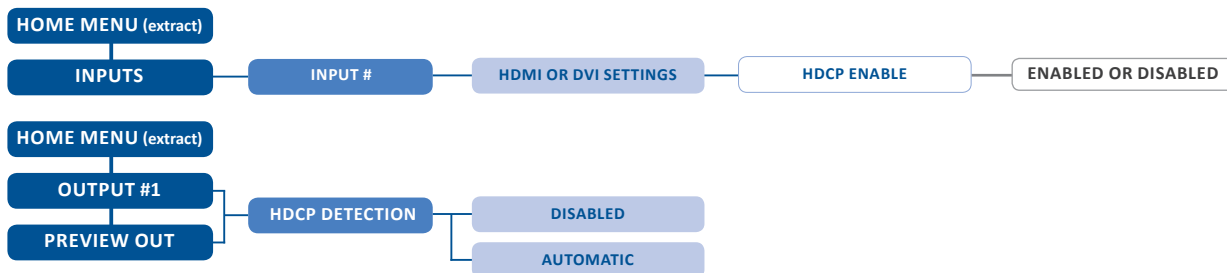 HOME MENU (extract)
INPUTS
INPUT #
HDMI OR DVI SETTINGS
HDCP ENABLE
ENABLED OR DISABLED
HOME MENU (extract)
OUTPUT #1
HDCP DETECTION
DISABLED
PREVIEW OUT
AUTOMATIC